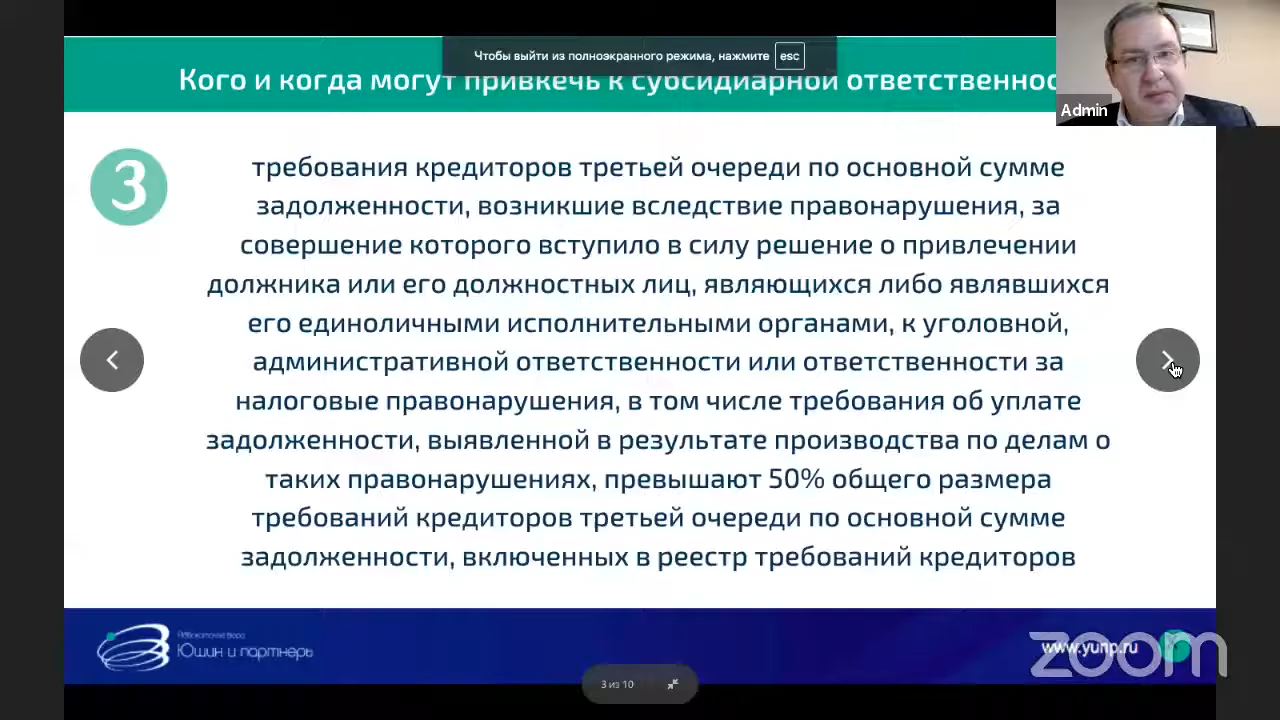 Чтобы выйти из полноэкранного режима, нажмите esc
Кого и когда могут привлечь к субсидиарной ответственнос
Admin
3
требования кредиторов третьей очереди по основной сумме
задолженности, возникшие вследствие правонарушения, за
совершение которого вступило в силу решение о привлечении
должника или его должностных лиц, являющихся либо являвшихся
его единоличными исполнительными органами, к уголовной,
административной ответственности или ответственности за
налоговые правонарушения, в том числе требования об уплате
задолженности, выявленной в результате производства по делам о
таких правонарушениях, превышают 50% общего размера
требований кредиторов третьей очереди по основной сумме
задолженности, включенных в реестр требований кредиторов
Адвокатское бюро
Юшин и партнеры
www.yunp.ru
zoom
3 из 10